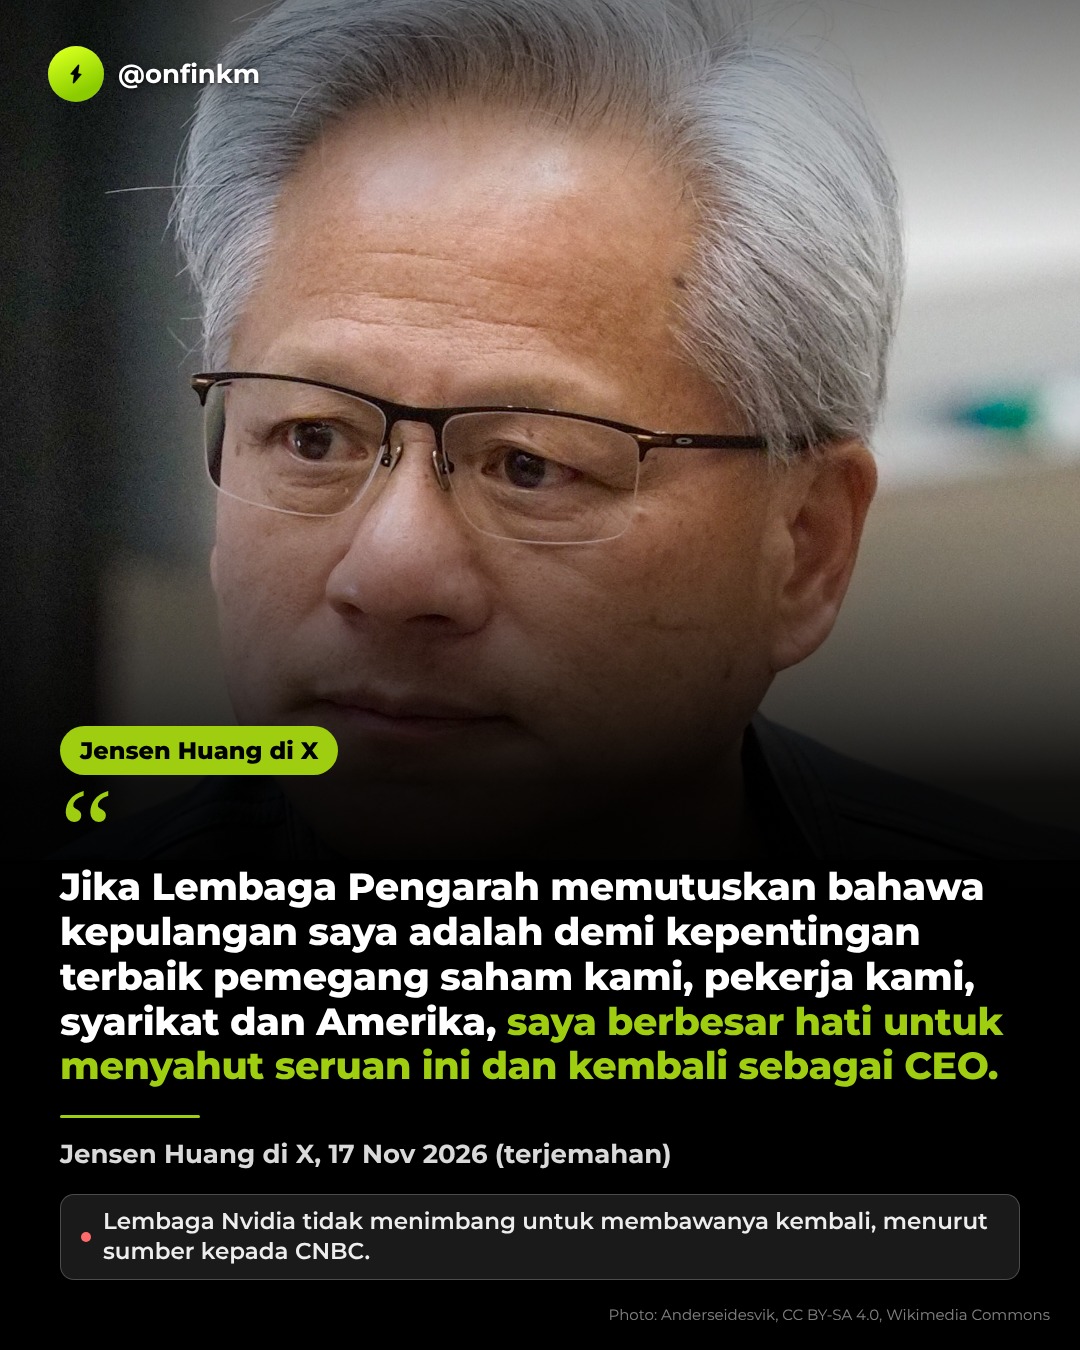 @onfinkm
Jensen Huang di X
“
Jika Lembaga Pengarah memutuskan bahawa
kepulangan saya adalah demi kepentingan
terbaik pemegang saham kami, pekerja kami,
syarikat dan Amerika, saya berbesar hati untuk
menyahut seruan ini dan kembali sebagai CEO.
Jensen Huang di X, 17 Nov 2026 (terjemahan)
Lembaga Nvidia tidak menimbang untuk membawanya kembali, menurut
sumber kepada CNBC.
Photo: Anderseidesvik, CC BY-SA 4.0, Wikimedia Commons